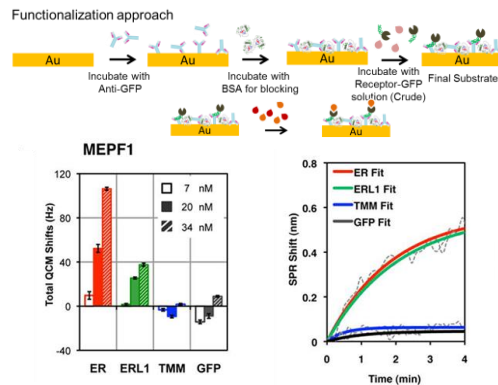 Functionalization approach
Au
Au
Au
Au
Incubate with
Anti-GFP
Incubate with
BSA for blocking
Incubate with
Receptor-GFP
solution (Crude)
Final Substrate
Au
Au
MEPF1
Total QCM Shifts (Hz)
120
80
40
0
-40
7 nM
20 nM
34 nM
ER
ERL1
TMM
GFP
SPR Shift (nm)
0.8
0.6
0.4
0.2
0.0
ER Fit
ERL1 Fit
TMM Fit
GFP Fit
0
1
2
3
4
Time (min)